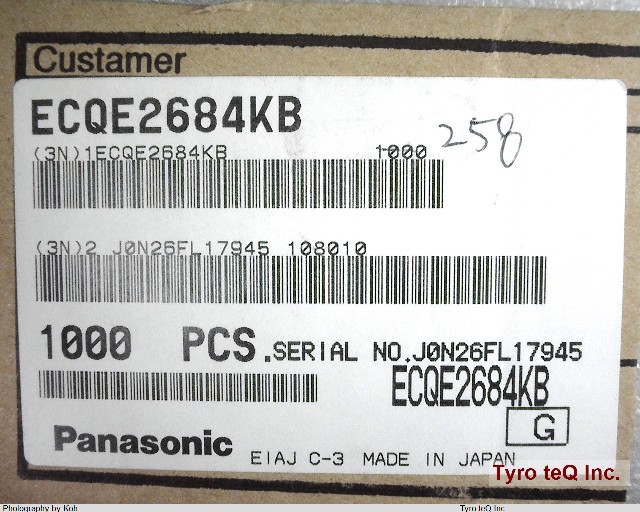 Custamer
ECQE2684KB
(3N)1ECQE2684KB 1000
258
(3N)2 J0N26FL17945 108010
1000 PCS.SERIAL NO.J0N26FL17945
ECQE2684KB
G
Panasonic EIAJ C-3 MADE IN JAPAN
Tyro teQ Inc.
Photography by Koh Tyro teQ Inc